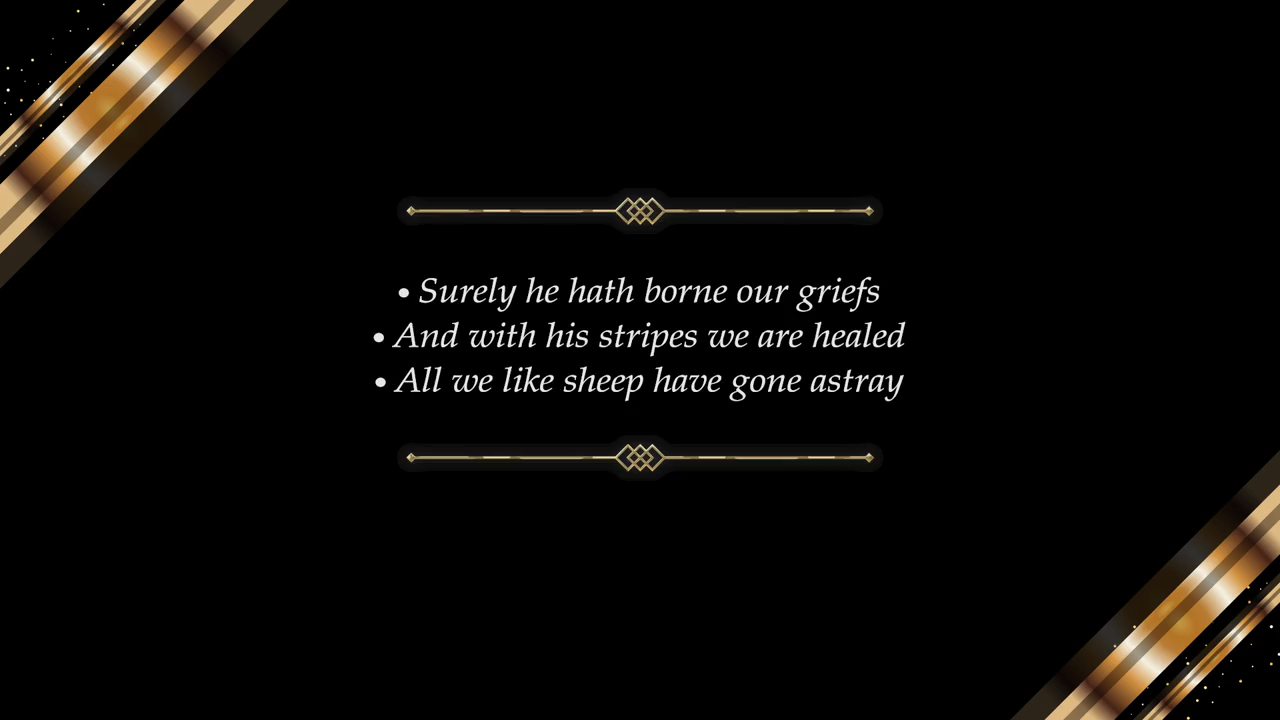 • Surely he hath borne our griefs
• And with his stripes we are healed
• All we like sheep have gone astray